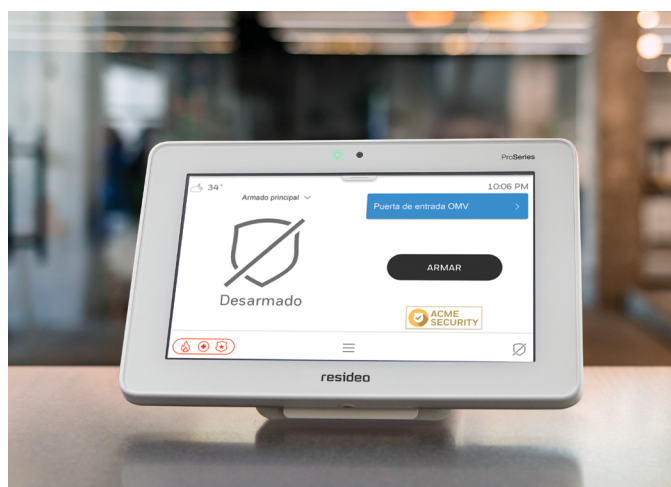 ProSeries
34°
10:06 PM
Armado principal
Puerta de entrada OMV
ARMAR
Desarmado
ACME
SECURITY
resideo